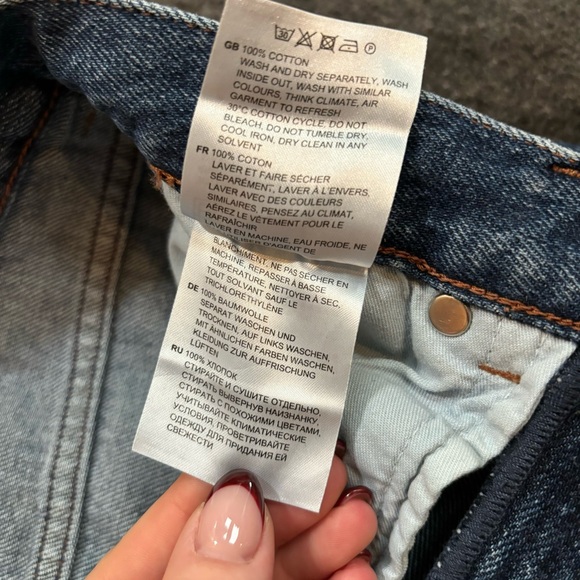 30 P
GB 100% COTTON
WASH AND DRY SEPARATELY, WASH
INSIDE OUT, WASH WITH SIMILAR
COLOURS, THINK CLIMATE, AIR
GARMENT TO REFRESH
30°C COTTON CYCLE, DO NOT
BLEACH, DO NOT TUMBLE DRY,
COOL IRON, DRY CLEAN IN ANY
SOLVENT
FR 100% COTON
LAVER ET FAIRE SÉCHER
SÉPARÉMENT, LAVER À L'ENVERS,
LAVER AVEC DES COULEURS
SIMILAIRES, PENSEZ AU CLIMAT,
AÉREZ LE VÊTEMENT POUR LE
RAFRAÎCHIR
LAVER EN MACHINE, EAU FROIDE, NE
D'AGENT DE
BLANCHIMENT, NE PAS SÉCHER EN
MACHINE, REPASSER À BASSE
TEMPÉRATURE, NETTOYER À SEC,
TOUT SOLVANT SAUF LE
TRICHLORÉTHYLÈNE
DE 100% BAUMWOLLE
SEPARAT WASCHEN UND
TROCKNEN, AUF LINKS WASCHEN,
MIT ÄHNLICHEN FARBEN WASCHEN,
KLEIDUNG ZUR AUFFRISCHUNG
LÜFTEN
RU 100% ХЛОПОК
СТИРАЙТЕ И СУШИТЕ ОТДЕЛЬНО,
СТИРАТЬ ВЫВЕРНУВ НАИЗНАНКУ,
СТИРАТЬ С ПОХОЖИМИ ЦВЕТАМИ,
УЧИТЫВАЙТЕ КЛИМАТИЧЕСКИЕ
УСЛОВИЯ, ПРОВЕТРИВАЙТЕ
ОДЕЖДУ ДЛЯ ПРИДАНИЯ ЕЙ
СВЕЖЕСТИ